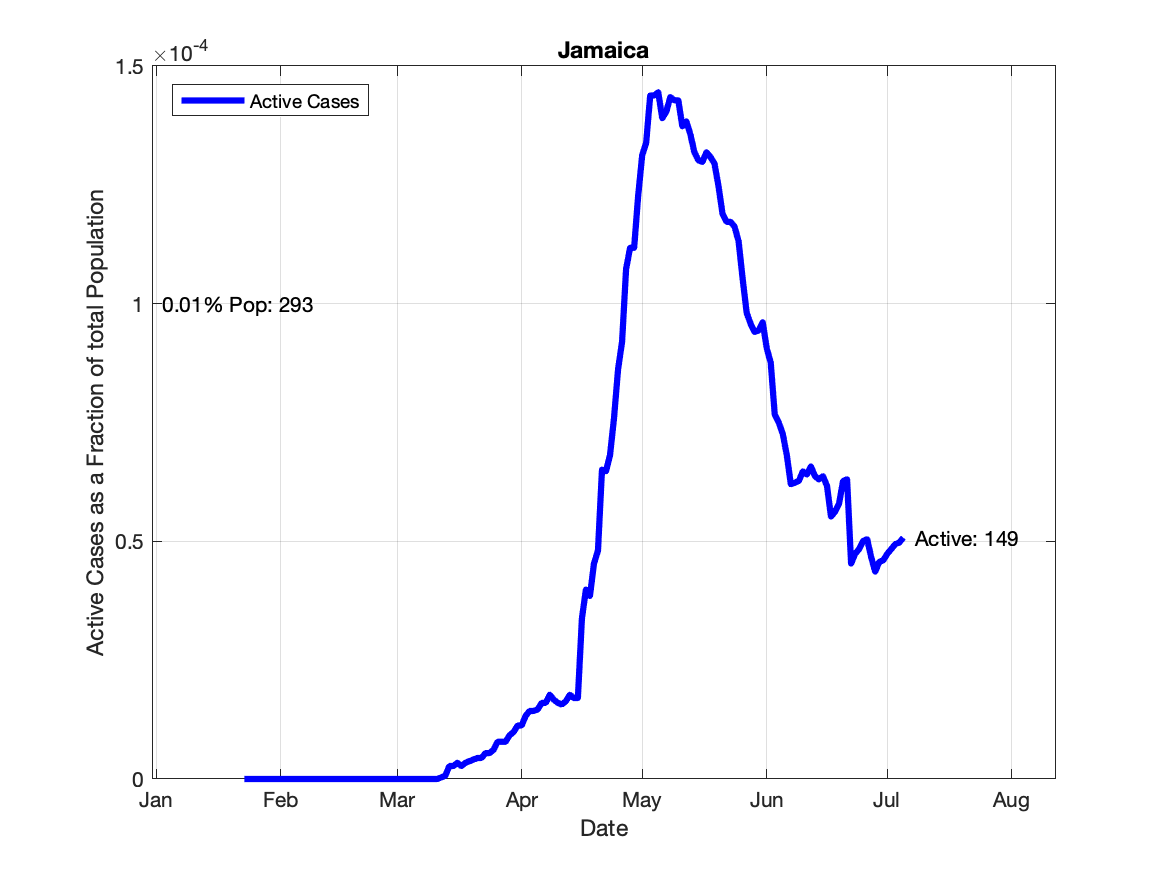 Jamaica
×10-4
1.5
Active Cases
1
0.01% Pop: 293
0.5
Active: 149
0
Jan Feb Mar Apr May Jun Jul Aug
Date
Active Cases as a Fraction of total Population